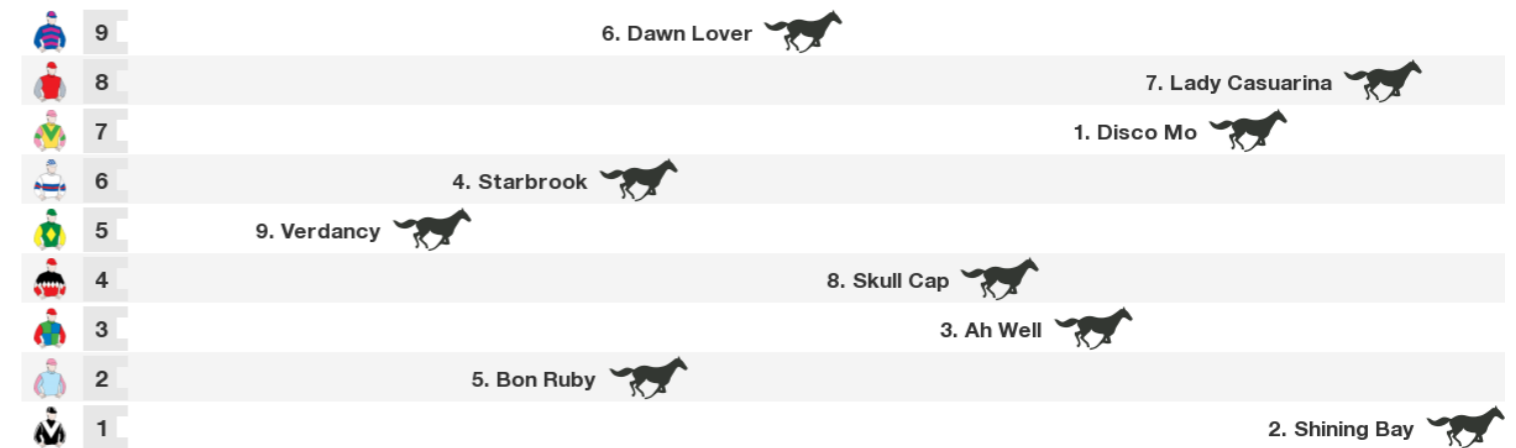 9 6. Dawn Lover
8 7. Lady Casuarina
7 1. Disco Mo
6 4. Starbrook
5 9. Verdancy
4 8. Skull Cap
3 3. Ah Well
2 5. Bon Ruby
1 2. Shining Bay